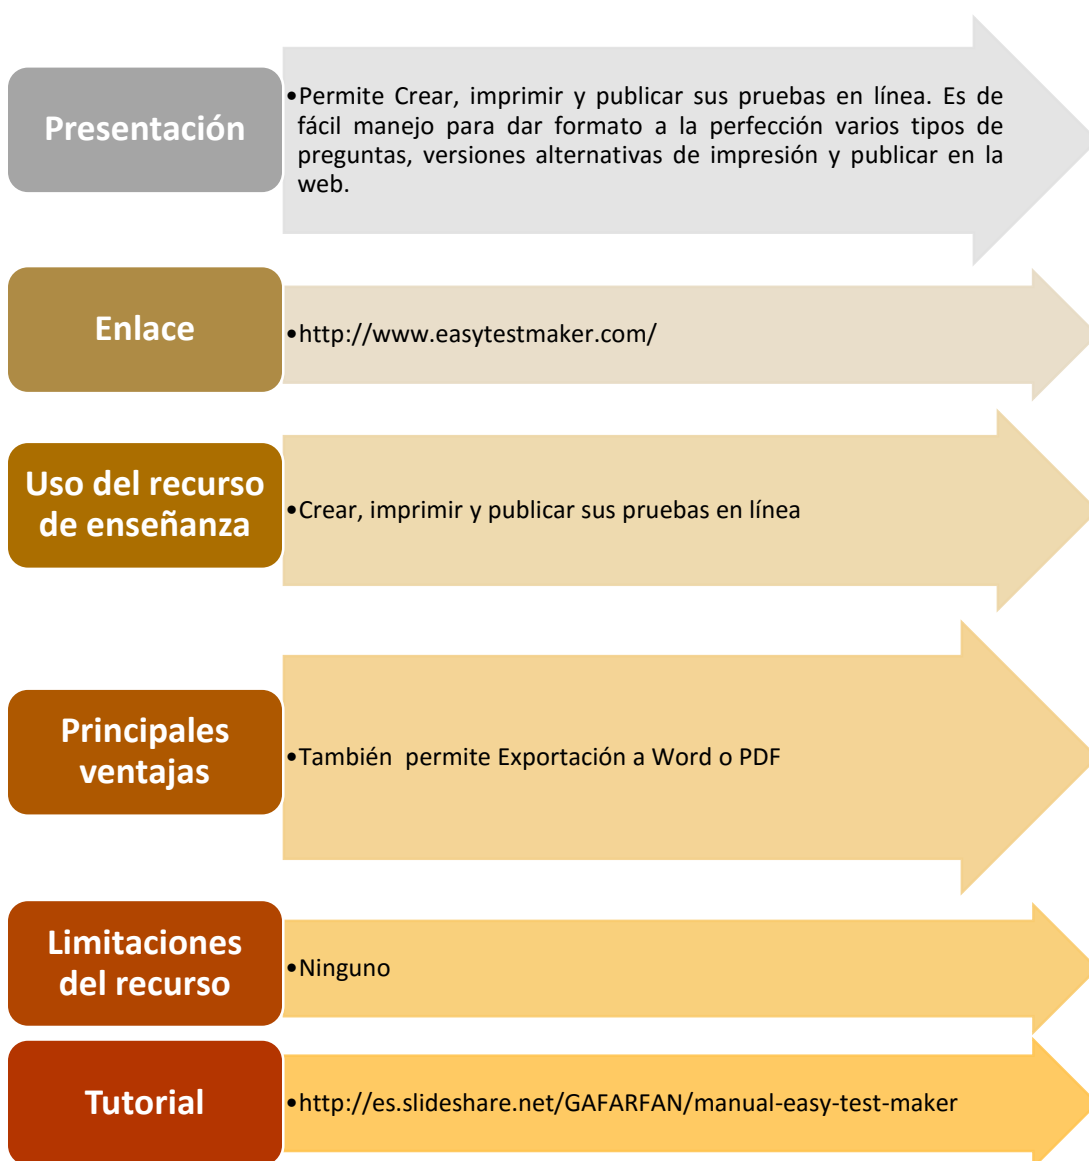 Presentación
•Permite Crear, imprimir y publicar sus pruebas en línea. Es de
fácil manejo para dar formato a la perfección varios tipos de
preguntas, versiones alternativas de impresión y publicar en la
web.
Enlace
•http://www.easytestmaker.com/
Uso del recurso
de enseñanza
•Crear, imprimir y publicar sus pruebas en línea
Principales
ventajas
•También  permite Exportación a Word o PDF
Limitaciones
del recurso
•Ninguno
Tutorial
•http://es.slideshare.net/GAFARFAN/manual-easy-test-maker